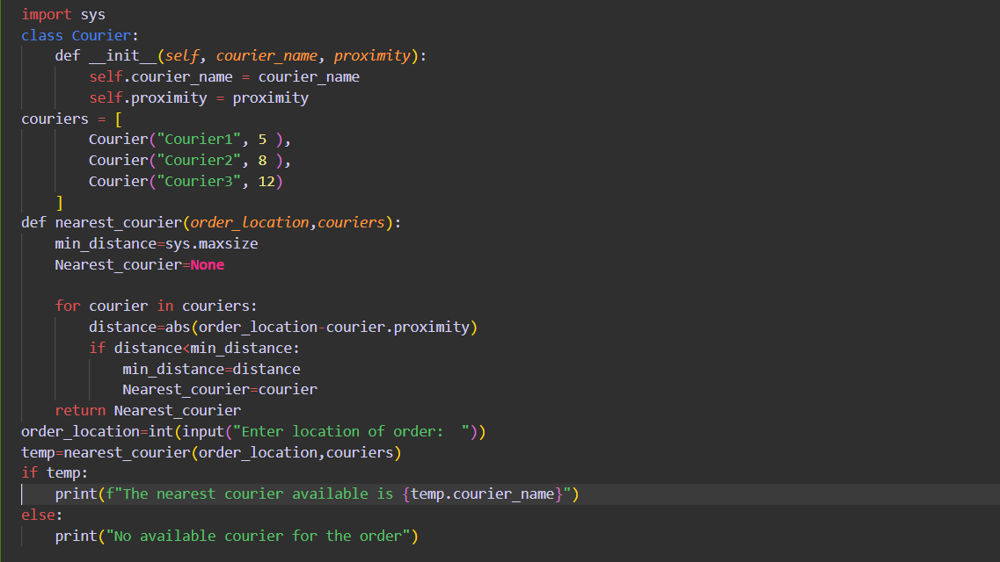 import sys
class Courier:
    def __init__(self, courier_name, proximity):
        self.courier_name = courier_name
        self.proximity = proximity
couriers = [
        Courier("Courier1", 5 ),
        Courier("Courier2", 8 ),
        Courier("Courier3", 12)
    ]
def nearest_courier(order_location,couriers):
    min_distance=sys.maxsize
    Nearest_courier=None

    for courier in couriers:
        distance=abs(order_location-courier.proximity)
        if distance<min_distance:
            min_distance=distance
            Nearest_courier=courier
    return Nearest_courier
order_location=int(input("Enter location of order:  "))
temp=nearest_courier(order_location,couriers)
if temp:
    print(f"The nearest courier available is {temp.courier_name}")
else:
    print("No available courier for the order")